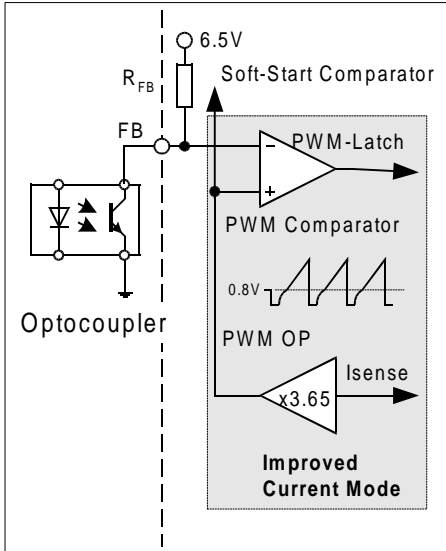 6.5V
RFB
Soft-Start Comparator
FB
PWM-Latch
−
+
PWM Comparator
0.8V
Optocoupler
PWM OP
Isense
x3.65
Improved
Current Mode